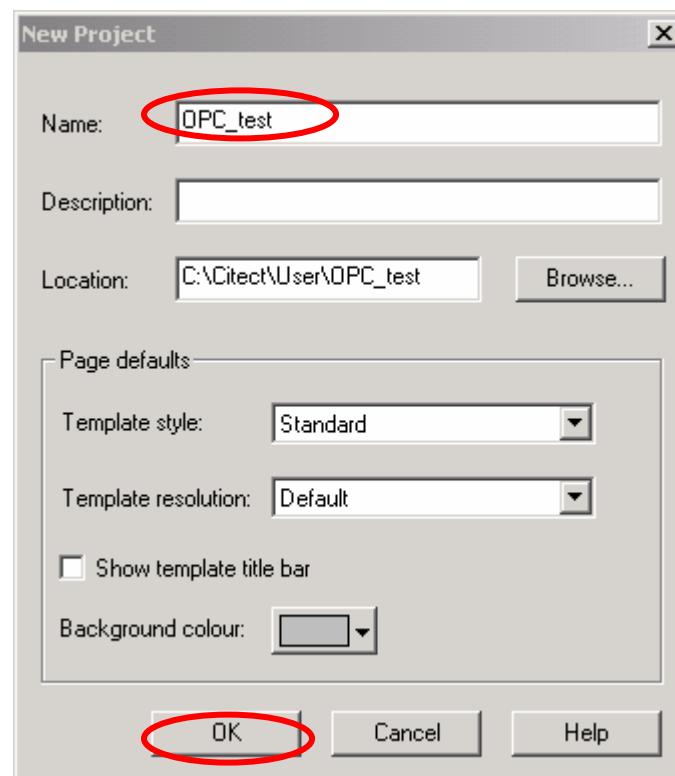 New Project
Name: OPC_test
Description:
Location: C:\Citect\User\OPC_test Browse...
Page defaults
Template style: Standard
Template resolution: Default
Show template title bar
Background colour:
OK Cancel Help